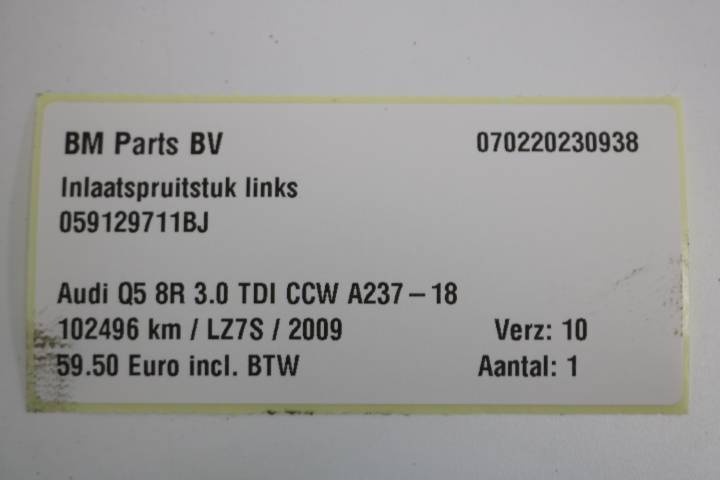 BM Parts BV 070220230938
Inlaatspruitstuk links
059129711BJ
Audi Q5 8R 3.0 TDI CCW A237 – 18
102496 km / LZ7S / 2009 Verz: 10
59.50 Euro incl. BTW Aantal: 1